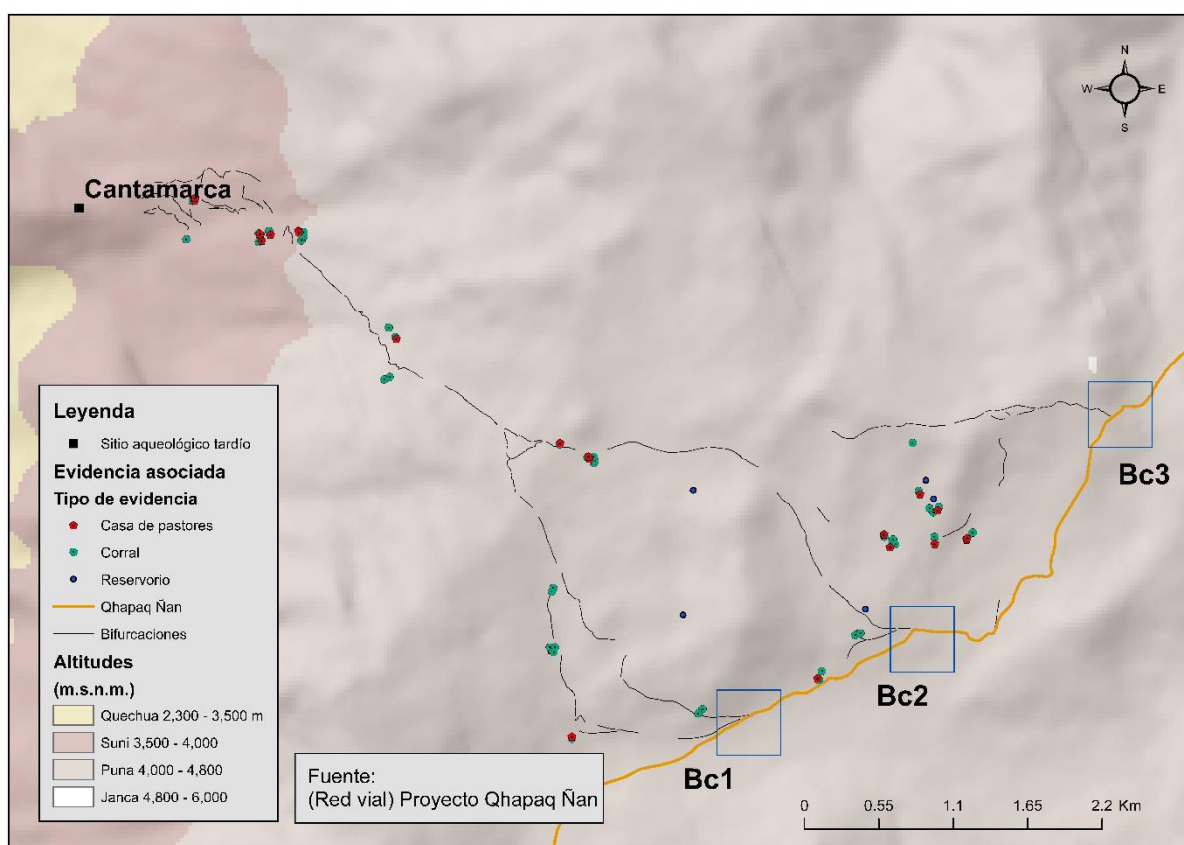 N
W E
S
Cantamarca
Leyenda
Sitio aqueológico tardío
Evidencia asociada
Tipo de evidencia
Casa de pastores
Corral
Reservorio
Qhapaq Ñan
Bifurcaciones
Altitudes
(m.s.n.m.)
Quechua 2,300 - 3,500 m
Suni 3,500 - 4,000
Puna 4,000 - 4,800
Janca 4,800 - 6,000
Bc3
Bc2
Bc1
Fuente:
(Red vial) Proyecto Qhapaq Ñan
0 0.55 1.1 1.65 2.2 Km